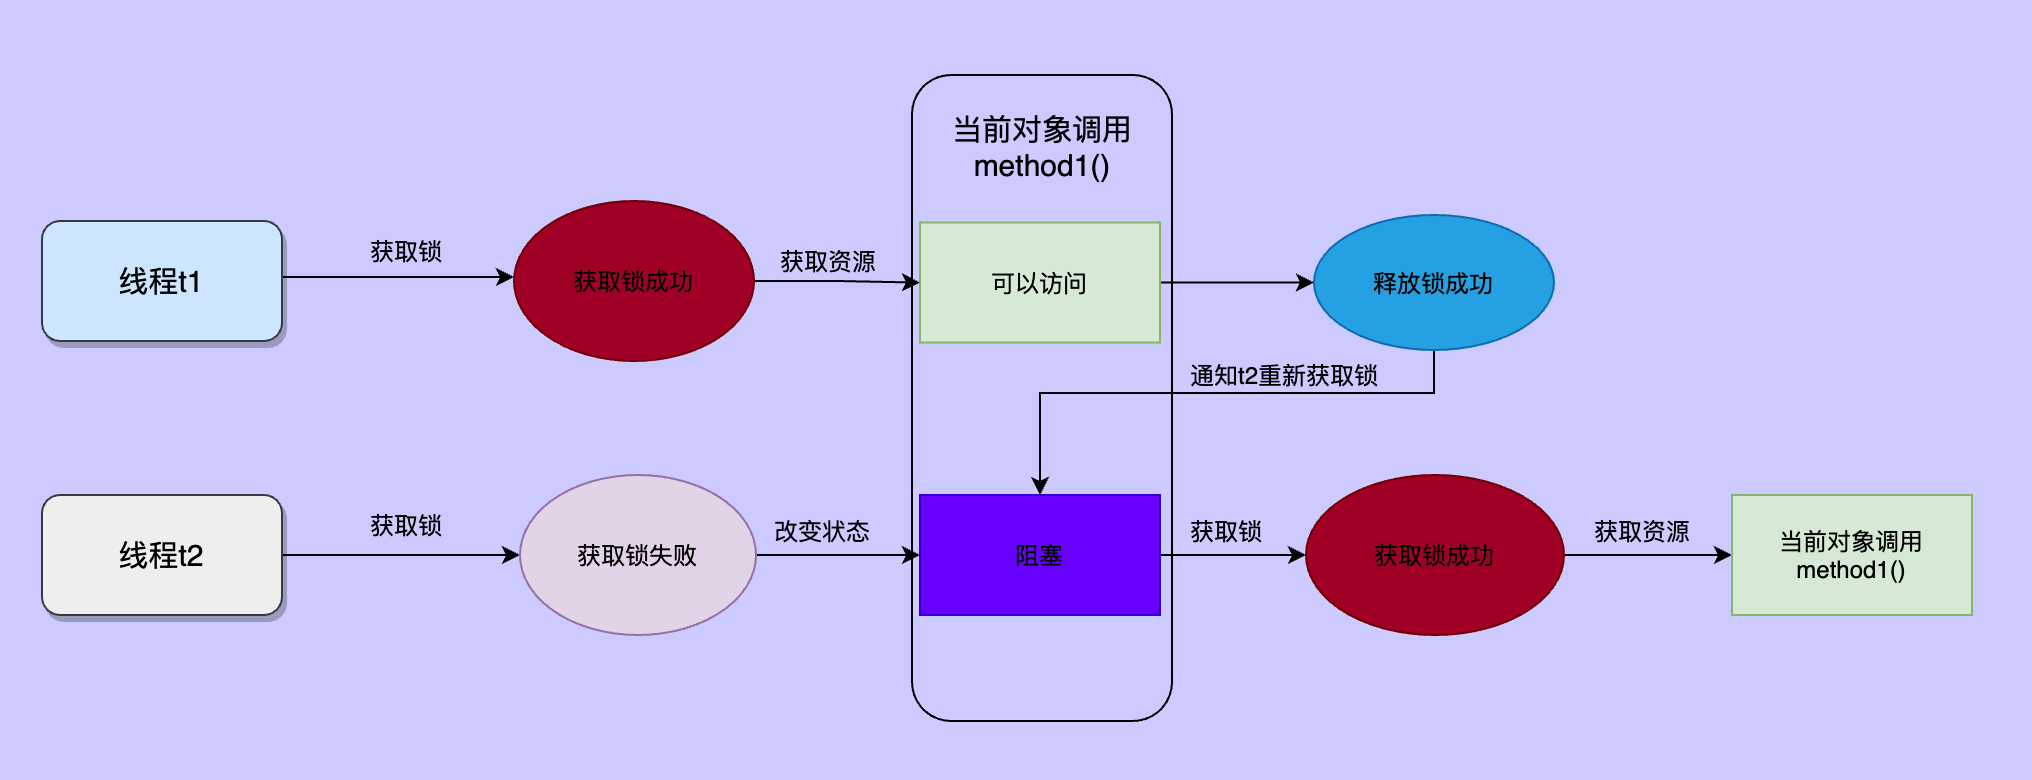 当前对象调用
method1()
线程t1
获取锁
获取锁成功
获取资源
可以访问
释放锁成功
通知t2重新获取锁
线程t2
获取锁
获取锁失败
改变状态
阻塞
获取锁
获取锁成功
获取资源
当前对象调用
method1()